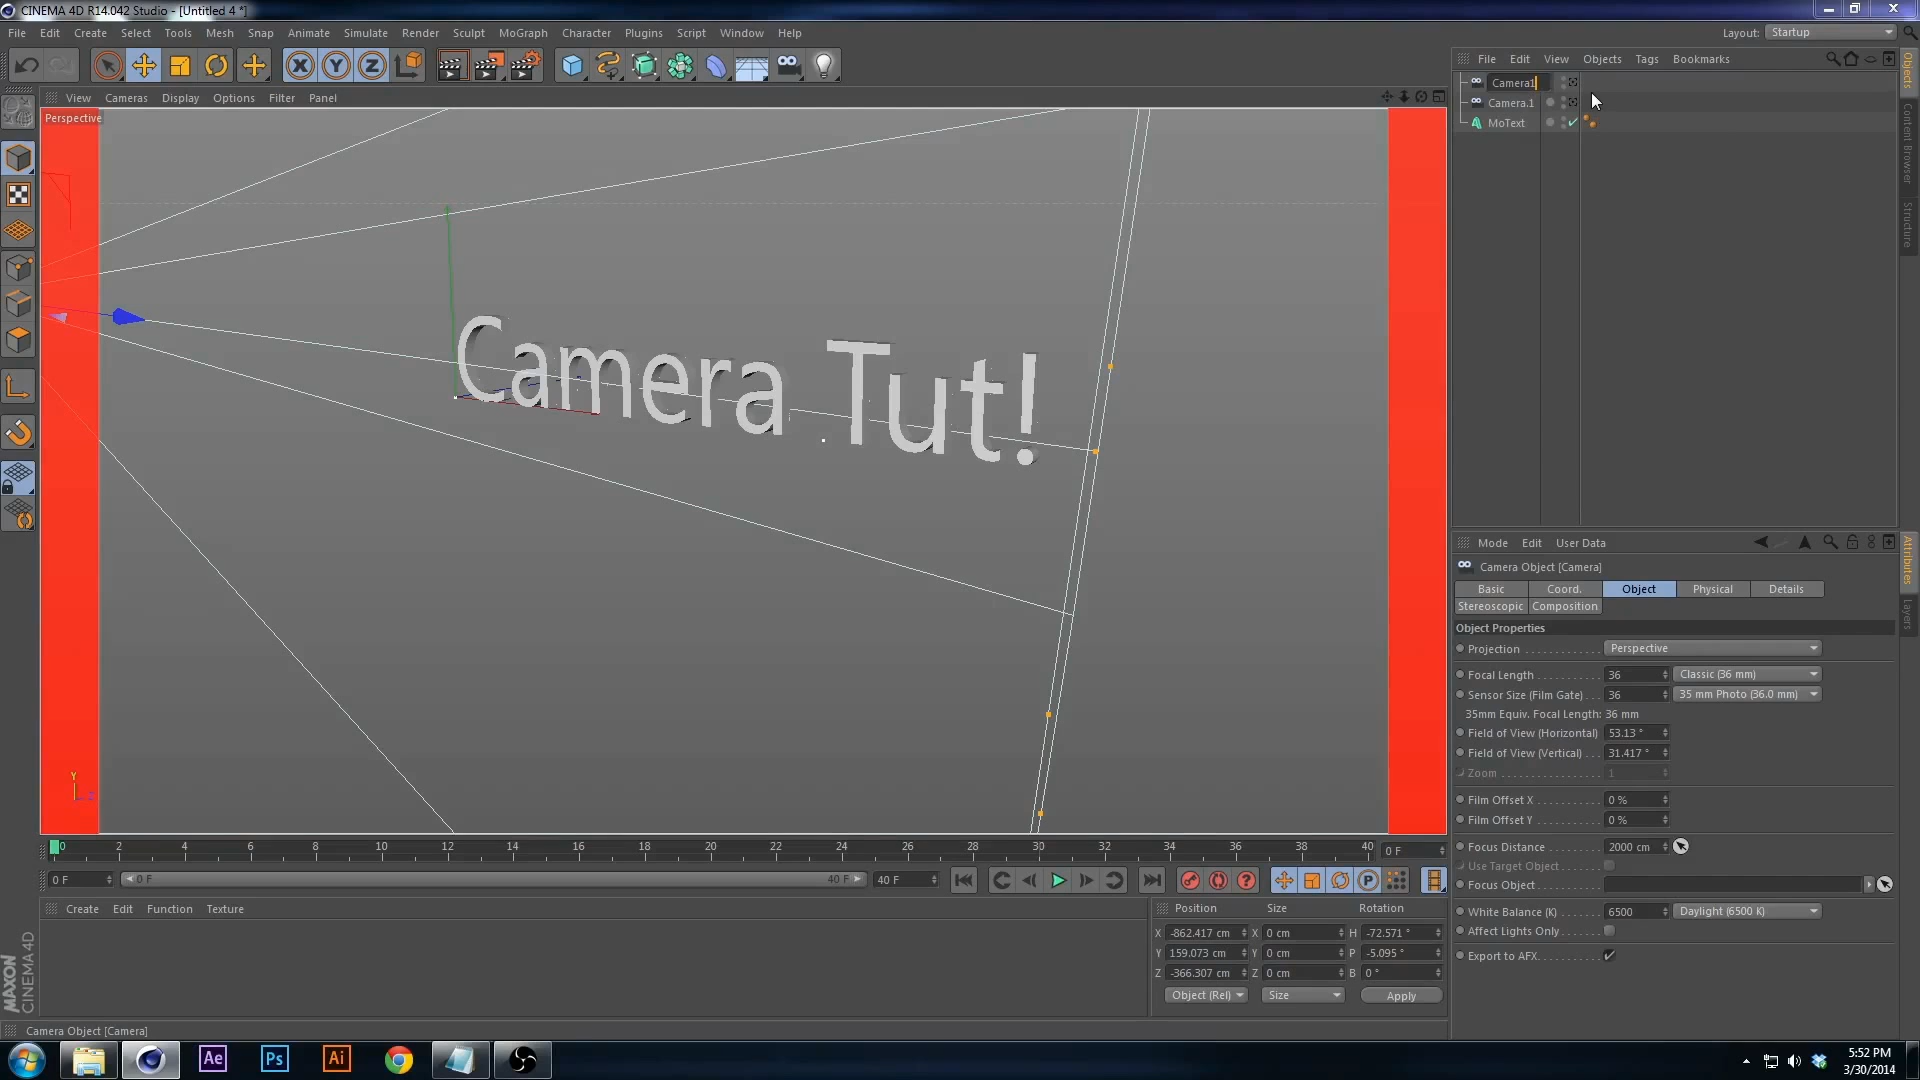 CINEMA 4D R14.042 Studio - [Untitled 4 *]
File Edit Create Select Tools Mesh Snap Animate Simulate Render Sculpt MoGraph Character Plugins Script Window Help Layout: Startup
X Y Z
File Edit View Objects Tags Bookmarks
Camera1
Camera.1
MoText
View Cameras Display Options Filter Panel
Perspective
Camera Tut!
Y
Z
Objects
Content Browser
Structure
Mode Edit User Data
Camera Object [Camera]
Basic Coord. Object Physical Details
Stereoscopic Composition
Object Properties
Projection Perspective
Focal Length 36 Classic (36 mm)
Sensor Size (Film Gate) 36 35 mm Photo (36.0 mm)
35mm Equiv. Focal Length: 36 mm
Field of View (Horizontal) 53.13 °
Field of View (Vertical) 31.417 °
Zoom 1
Film Offset X 0 %
Film Offset Y 0 %
Focus Distance 2000 cm
Use Target Object
Focus Object
White Balance (K) 6500 Daylight (6500 K)
Affect Lights Only
Export to AFX
Attributes
Layers
0 2 4 6 8 10 12 14 16 18 20 22 24 26 28 30 32 34 36 38 40 0 F
0 F 0 F 40 F 40 F
P
Create Edit Function Texture
Position Size Rotation
X -862.417 cm X 0 cm H -72.571 °
Y 159.073 cm Y 0 cm P -5.095 °
Z -366.307 cm Z 0 cm B 0 °
Object (Rel) Size Apply
MAXON
CINEMA 4D
Camera Object [Camera]
Ae Ps Ai
5:52 PM
3/30/2014